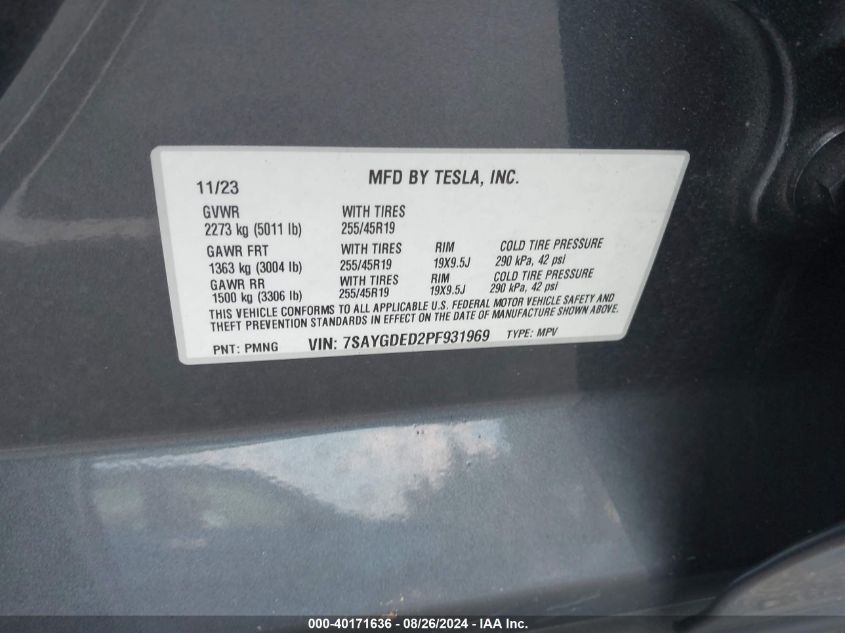 MFD BY TESLA, INC.
11/23
GVWR WITH TIRES
2273 kg (5011 lb) 255/45R19
GAWR FRT WITH TIRES RIM COLD TIRE PRESSURE
1363 kg (3004 lb) 255/45R19 19X9.5J 290 kPa, 42 psi
GAWR RR WITH TIRES RIM COLD TIRE PRESSURE
1500 kg (3306 lb) 255/45R19 19X9.5J 290 kPa, 42 psi
THIS VEHICLE CONFORMS TO ALL APPLICABLE U.S. FEDERAL MOTOR VEHICLE SAFETY AND
THEFT PREVENTION STANDARDS IN EFFECT ON THE DATE OF MANUFACTURE SHOWN ABOVE.
PNT: PMNG VIN: 7SAYGDED2PF931969 TYPE: MPV
000-40171636 - 08/26/2024 - IAA Inc.